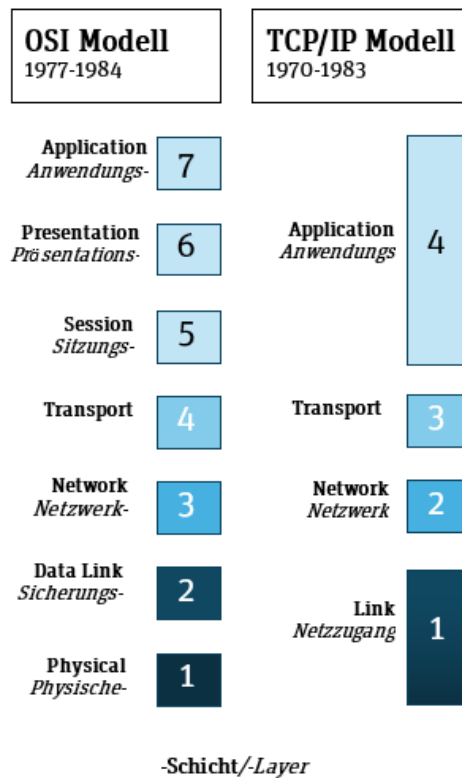 OSI Modell
1977-1984
TCP/IP Modell
1970-1983
Application
Anwendungs-
7
Presentation
Präsentations-
6
Session
Sitzungs-
5
Transport
4
Network
Netzwerk-
3
Data Link
Sicherungs-
2
Physical
Physische-
1
Application
Anwendungs
4
Transport
3
Network
Netzwerk
2
Link
Netzzugang
1
-Schicht/-Layer